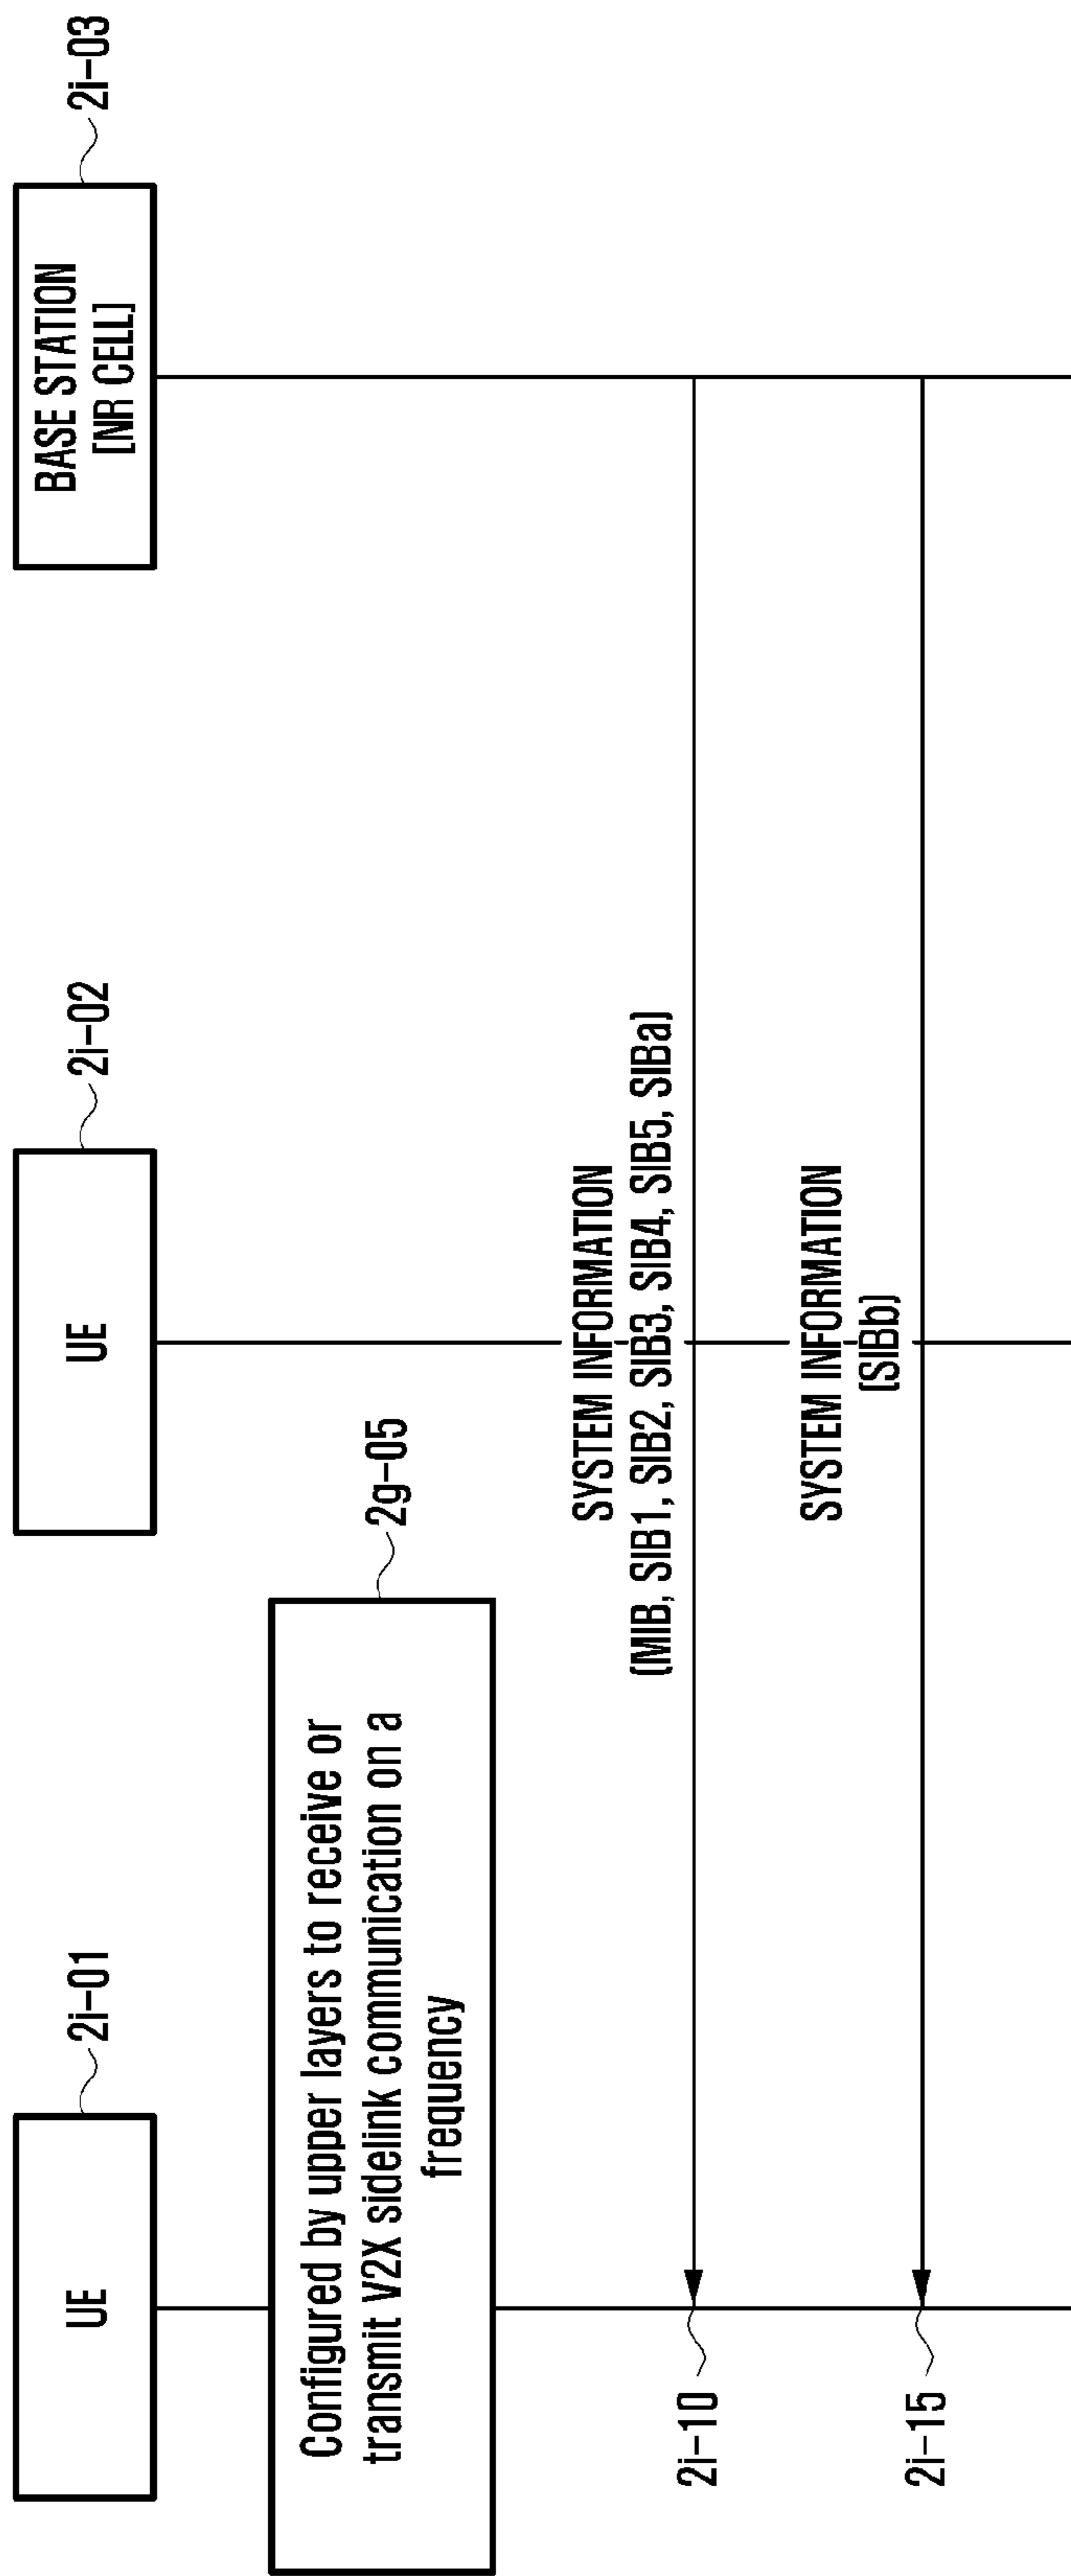 UE
2i-01
UE
2i-02
BASE STATION
[NR CELL]
2i-03
Configured by upper layers to receive or
transmit V2X sidelink communication on a
frequency
2g-05
SYSTEM INFORMATION
(MIB, SIB1, SIB2, SIB3, SIB4, SIB5, SIBa)
2i-10
SYSTEM INFORMATION
(SIBb)
2i-15